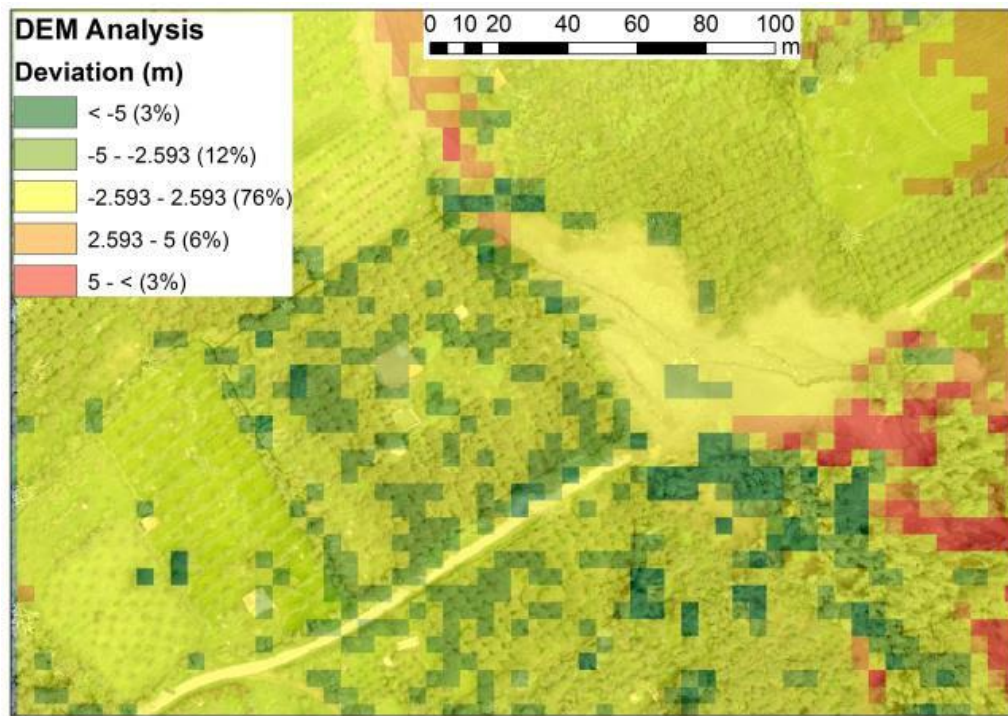 DEM Analysis
Deviation (m)
< -5 (3%)
-5 - -2.593 (12%)
-2.593 - 2.593 (76%)
2.593 - 5 (6%)
5 - < (3%)
0 10 20 40 60 80 100
m